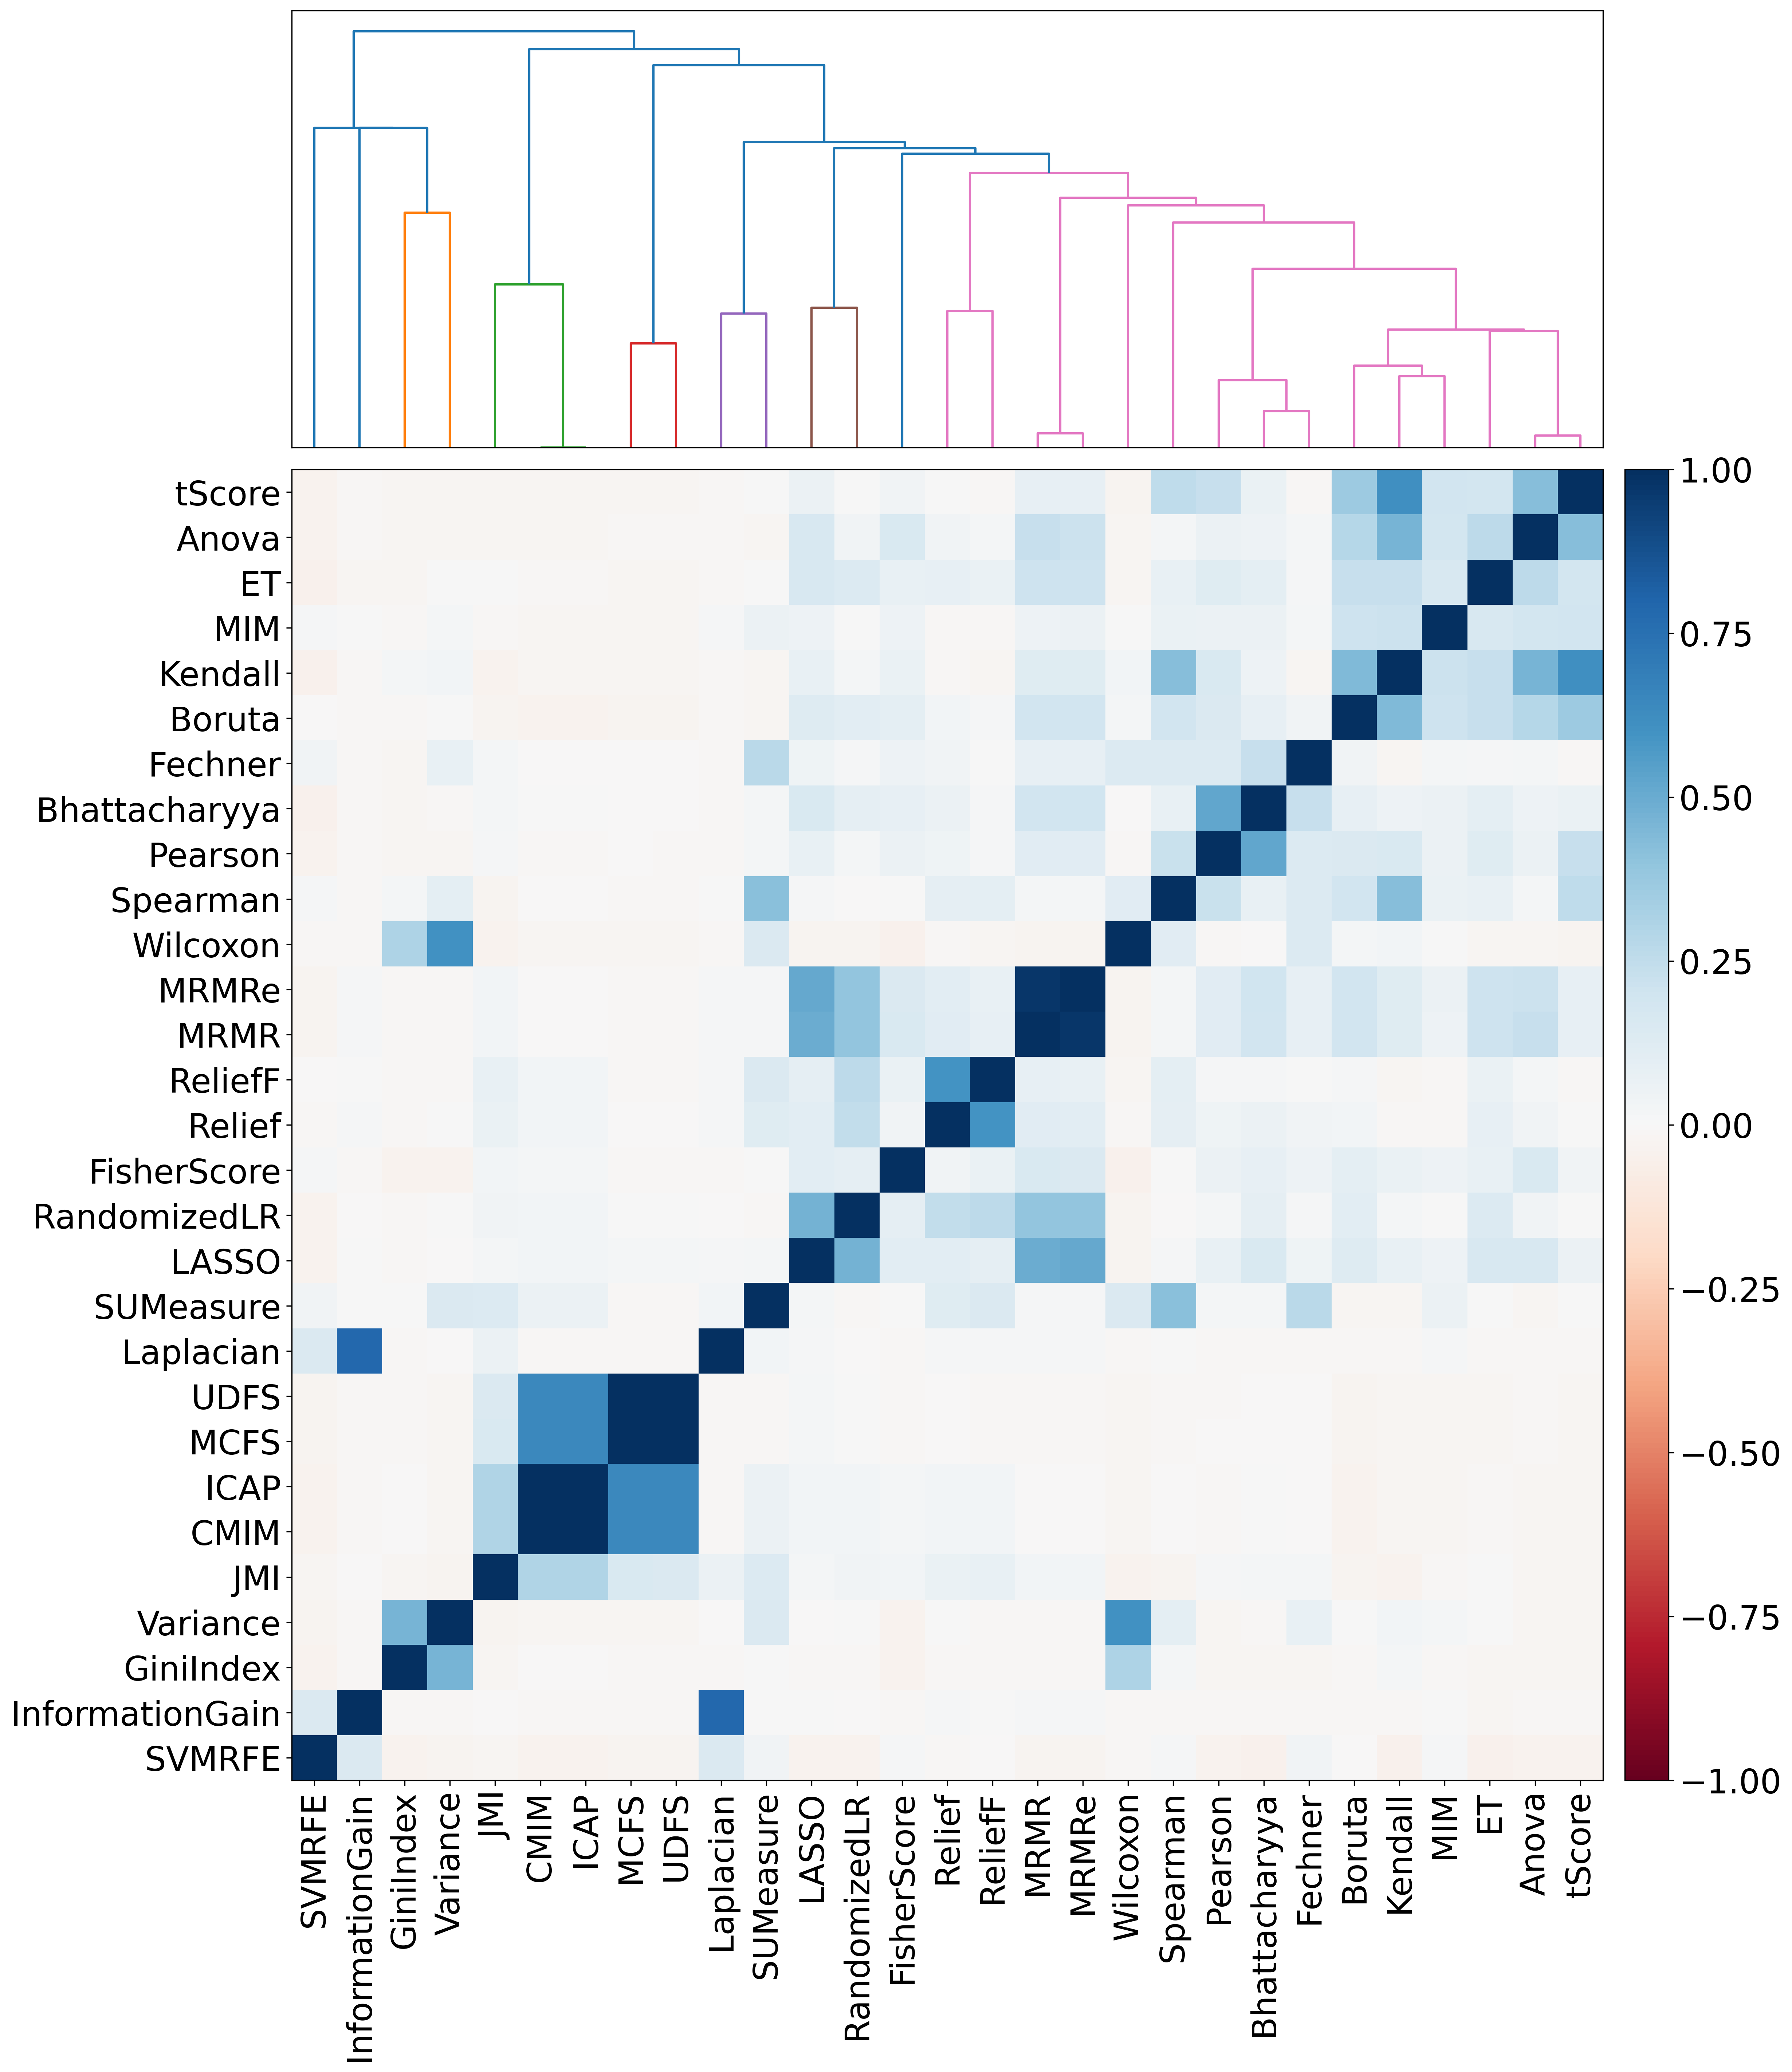 tScore
Anova
ET
MIM
Kendall
Boruta
Fechner
Bhattacharyya
Pearson
Spearman
Wilcoxon
MRMRe
MRMR
ReliefF
Relief
FisherScore
RandomizedLR
LASSO
SUMeasure
Laplacian
UDFS
MCFS
ICAP
CMIM
JMI
Variance
GiniIndex
InformationGain
SVMRFE
SVMRFE
InformationGain
GiniIndex
Variance
JMI
CMIM
ICAP
MCFS
UDFS
Laplacian
SUMeasure
LASSO
RandomizedLR
FisherScore
Relief
ReliefF
MRMR
MRMRe
Wilcoxon
Spearman
Pearson
Bhattacharyya
Fechner
Boruta
Kendall
MIM
ET
Anova
tScore
1.00
0.75
0.50
0.25
0.00
−0.25
−0.50
−0.75
−1.00